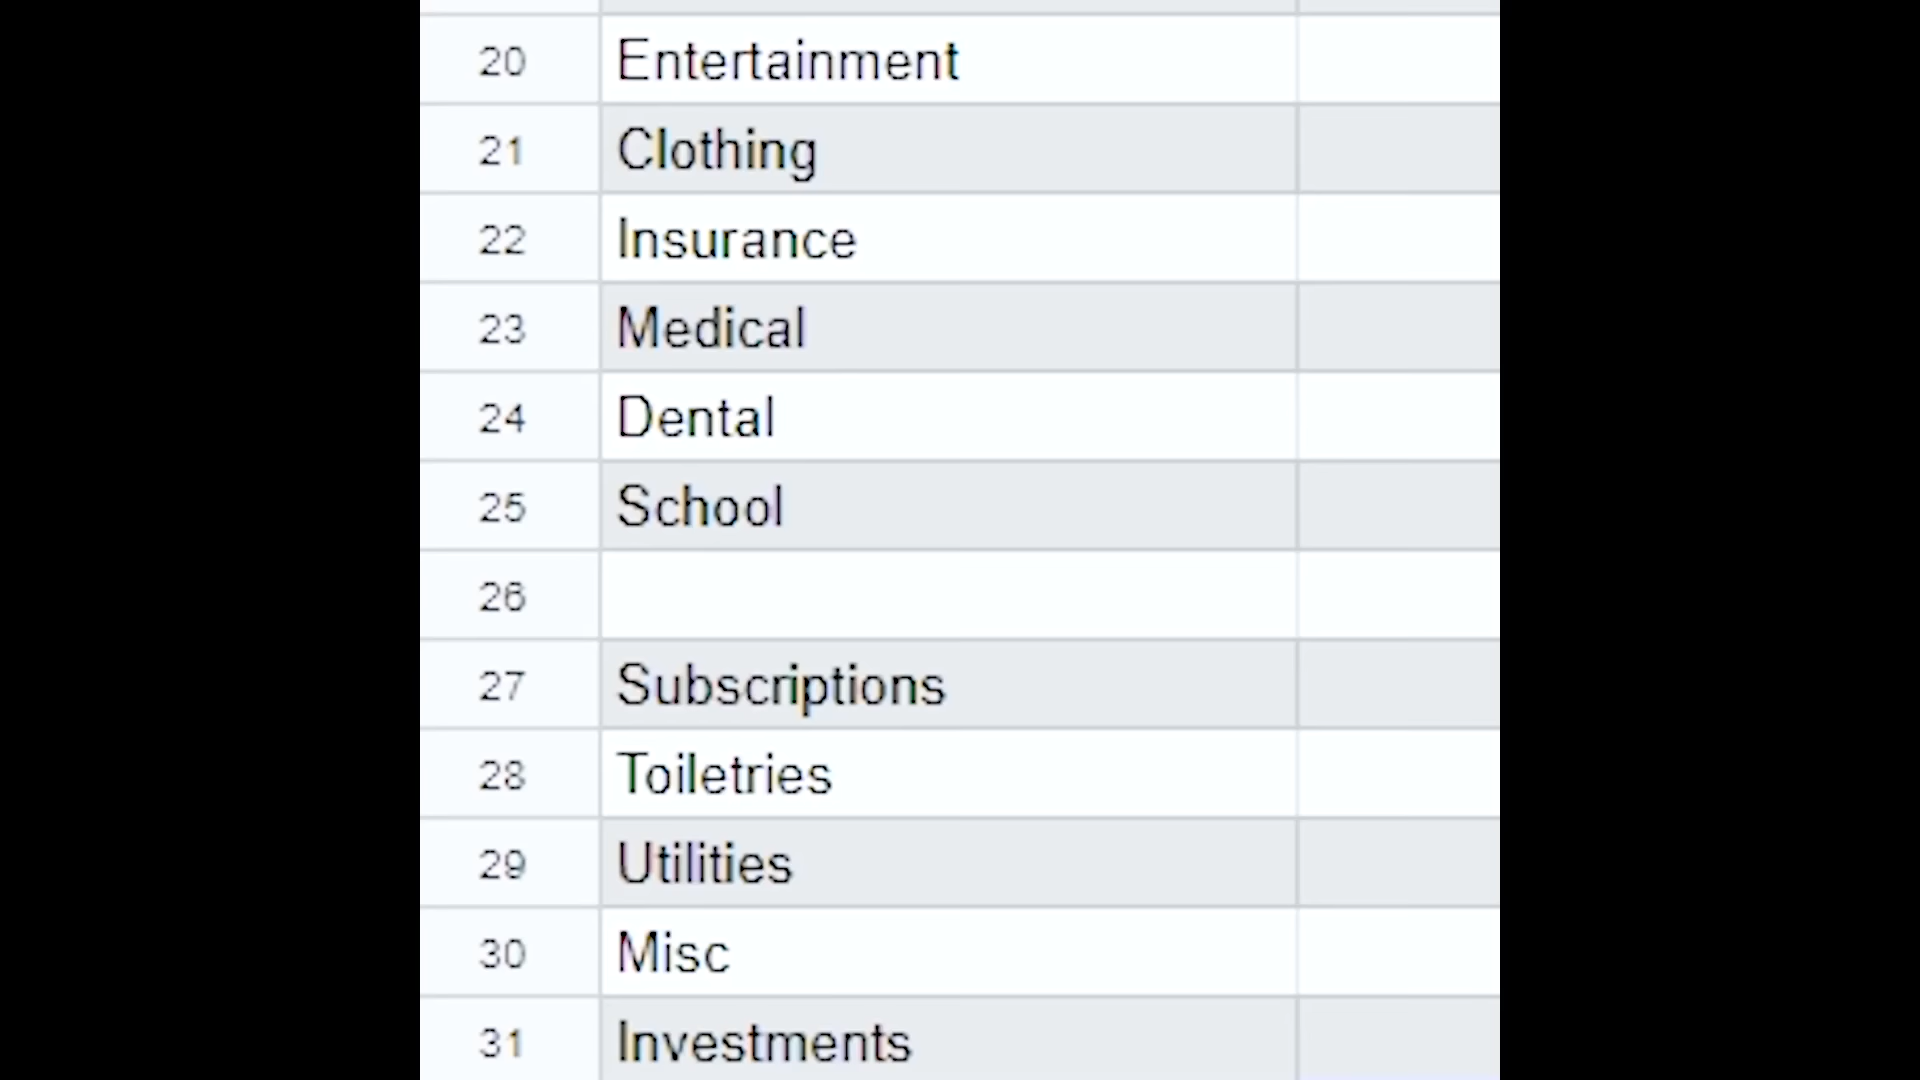 20 Entertainment
21 Clothing
22 Insurance
23 Medical
24 Dental
25 School
26
27 Subscriptions
28 Toiletries
29 Utilities
30 Misc
31 Investments